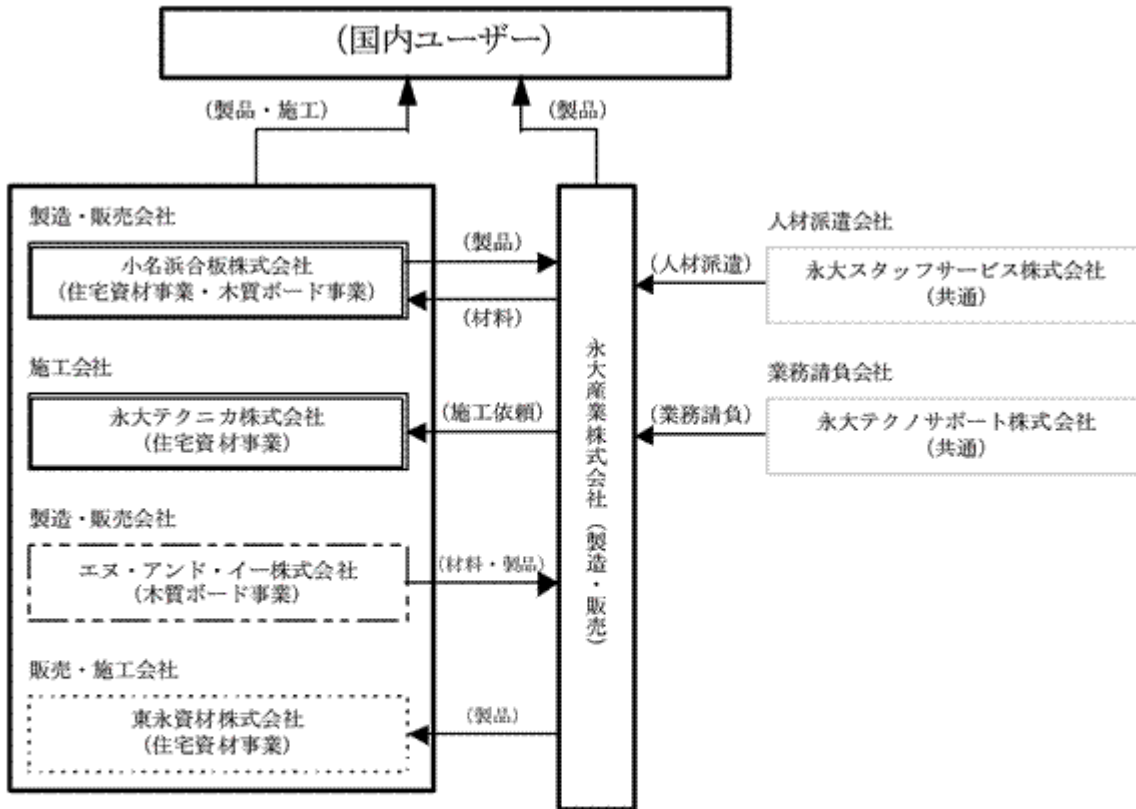 (国内ユーザー)
(製品・施工)
(製品)
製造・販売会社
小名浜合板株式会社
(住宅資材事業・木質ボード事業)
(製品)
(材料)
施工会社
永大テクニカ株式会社
(住宅資材事業)
(施工依頼)
製造・販売会社
エヌ・アンド・イー株式会社
(木質ボード事業)
(材料・製品)
販売・施工会社
東永資材株式会社
(住宅資材事業)
(製品)
永大産業株式会社(製造・販売)
人材派遣会社
(人材派遣)
永大スタッフサービス株式会社
(共通)
業務請負会社
(業務請負)
永大テクノサポート株式会社
(共通)